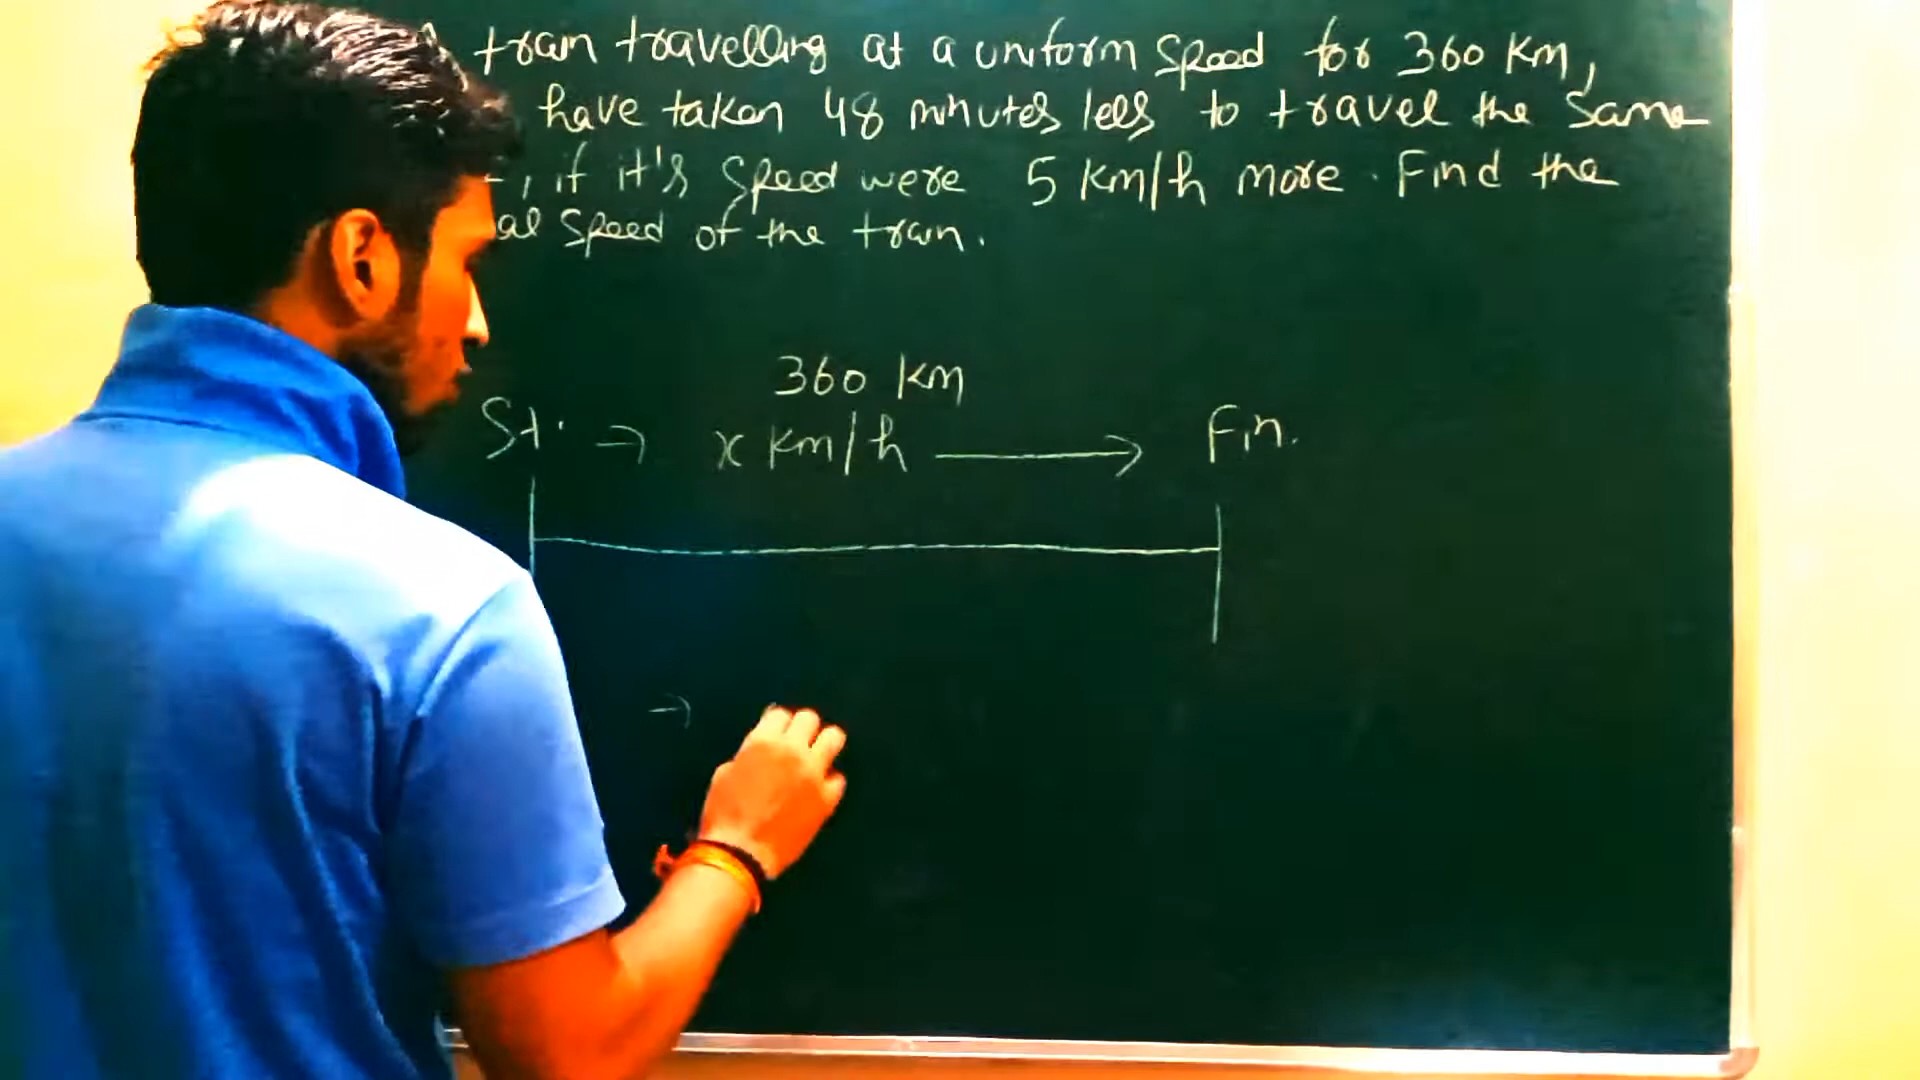 train travelling at a uniform speed for 360 km,
have taken 48 minutes less to travel the same
, if it's speed were 5 km/h more. Find the
al speed of the train.
360 km
St. → x km/h → Fin.
→